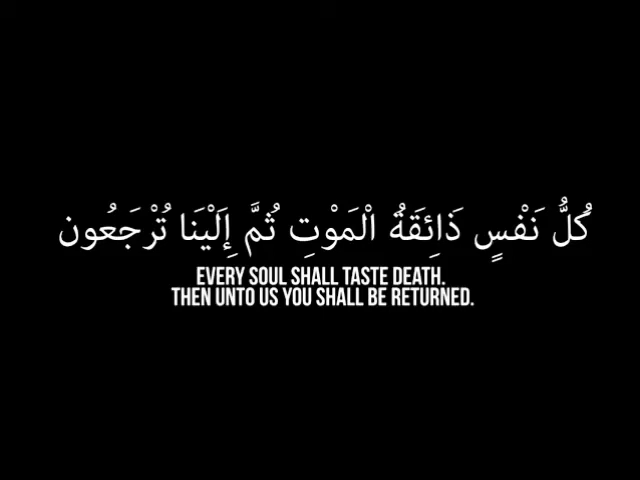 كُلُّ نَفْسٍ ذَائِقَةُ الْمَوْتِ ثُمَّ إِلَيْنَا تُرْجَعُون
EVERY SOUL SHALL TASTE DEATH.
THEN UNTO US YOU SHALL BE RETURNED.